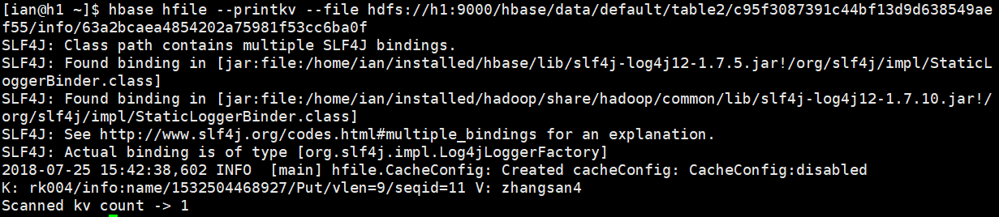 [ian@h1 ~]$ hbase hfile --printkv --file hdfs://h1:9000/hbase/data/default/table2/c95f3087391c44bf13d9d638549ae
f55/info/63a2bcaea4854202a75981f53cc6ba0f
SLF4J: Class path contains multiple SLF4J bindings.
SLF4J: Found binding in [jar:file:/home/ian/installed/hbase/lib/slf4j-log4j12-1.7.5.jar!/org/slf4j/impl/StaticL
oggerBinder.class]
SLF4J: Found binding in [jar:file:/home/ian/installed/hadoop/share/hadoop/common/lib/slf4j-log4j12-1.7.10.jar!/
org/slf4j/impl/StaticLoggerBinder.class]
SLF4J: See http://www.slf4j.org/codes.html#multiple_bindings for an explanation.
SLF4J: Actual binding is of type [org.slf4j.impl.Log4jLoggerFactory]
2018-07-25 15:42:38,602 INFO  [main] hfile.CacheConfig: Created cacheConfig: CacheConfig:disabled
K: rk004/info:name/1532504468927/Put/vlen=9/seqid=11 V: zhangsan4
Scanned kv count -> 1